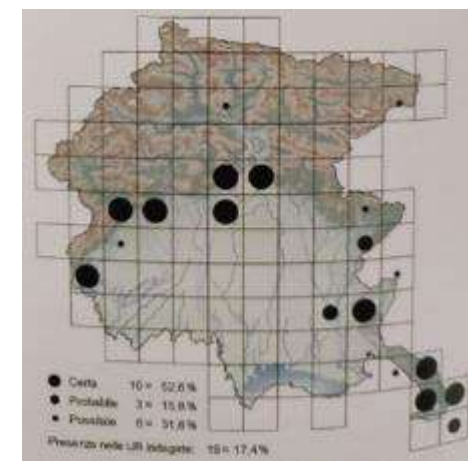 Certa 10 = 52,6%
Probabile 3 = 15,8%
Possibile 6 = 31,6%
Presenza nelle UR indagate: 19 = 17.4%